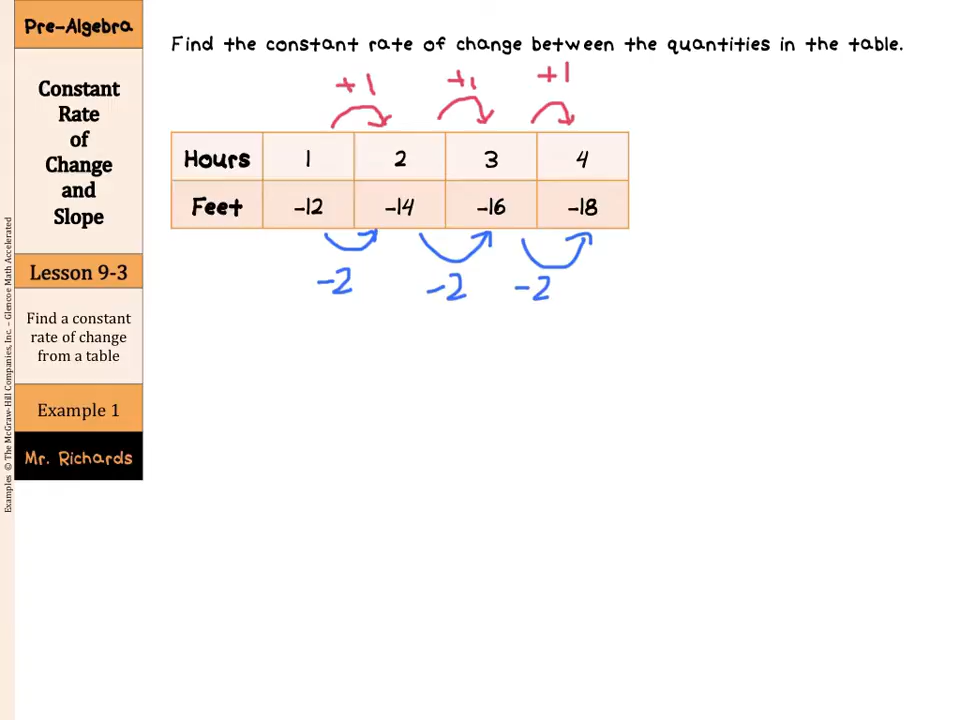 Pre-Algebra
Constant
Rate
of
Change
and
Slope
Lesson 9-3
Find a constant
rate of change
from a table
Example 1
Mr. Richards
Examples © The McGraw-Hill Companies, Inc. – Glencoe Math Accelerated
Find the constant rate of change between the quantities in the table.
+1 +1 +1
Hours 1 2 3 4
Feet -12 -14 -16 -18
-2 -2 -2